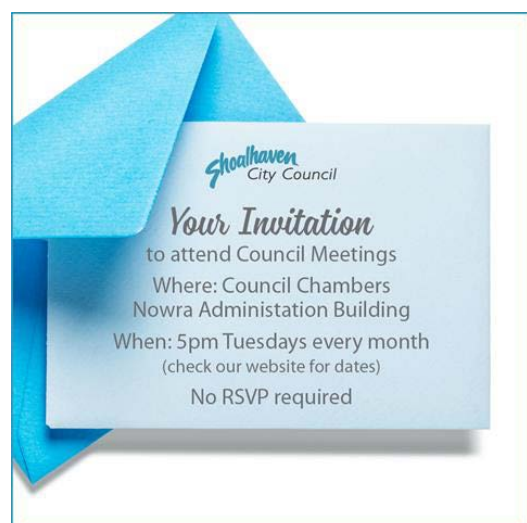 Shoalhaven
City Council
Your Invitation
to attend Council Meetings
Where: Council Chambers
Nowra Administation Building
When: 5pm Tuesdays every month
(check our website for dates)
No RSVP required